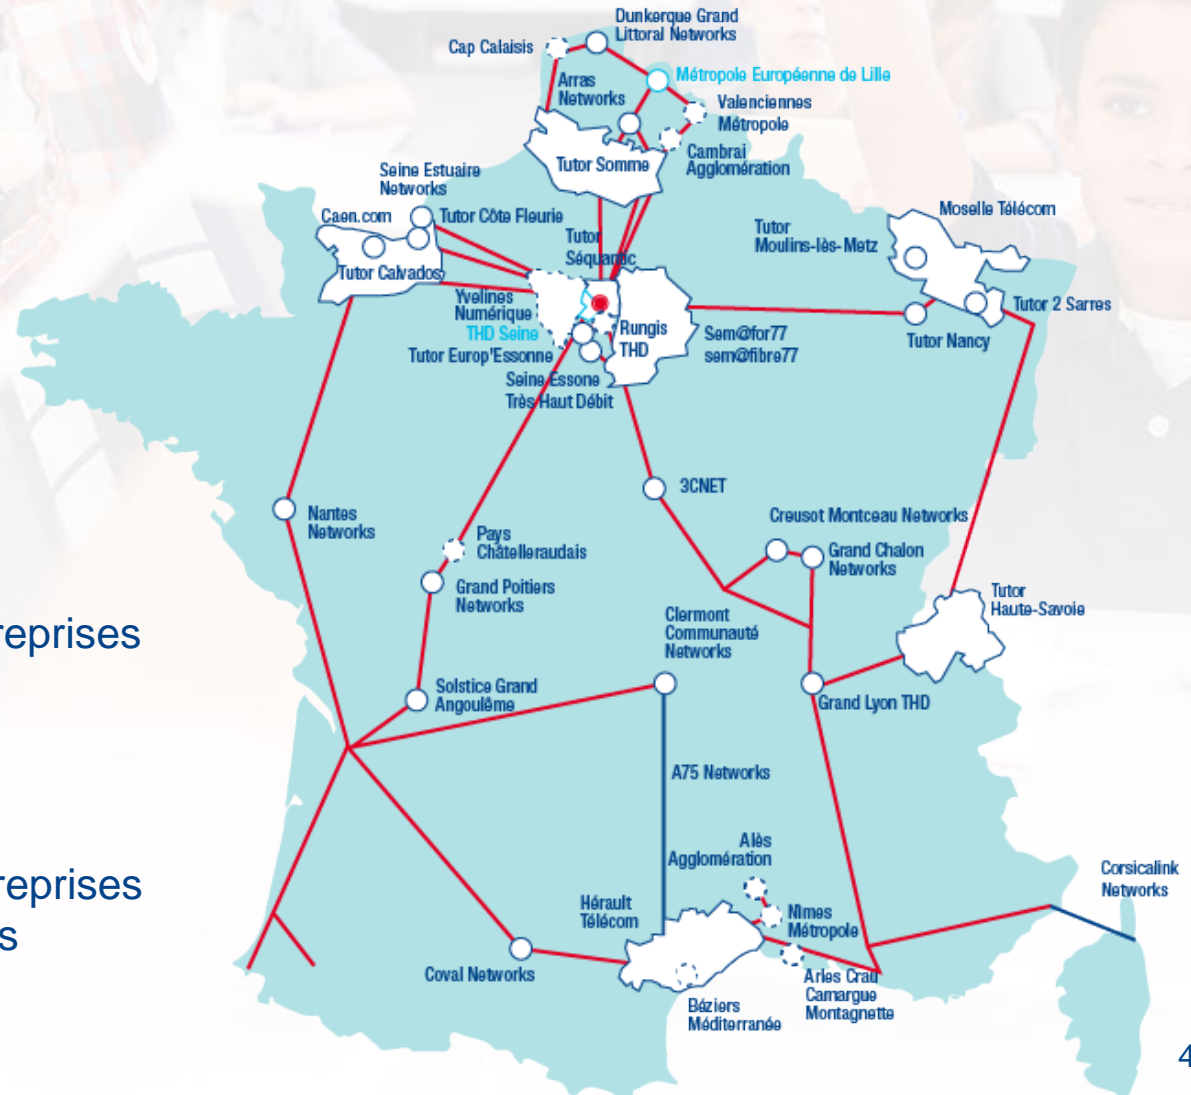 Dunkerque Grand
Littoral Networks
Cap Calaisis
Métropole Européenne de Lille
Arras
Networks
Valenciennes
Métropole
Cambrai
Agglomération
Tutor Somme
Seine Estuaire
Networks
Caen.com
Tutor Côte Fleurie
Tutor Calvados
Tutor
Séquantic
Moselle Télécom
Tutor
Moulins-lès-Metz
Tutor 2 Sarres
Tutor Nancy
Yvelines
Numérique
THD Seine
Tutor Europ'Essonne
Rungis
THD
Sem@for77
sem@fibre77
Seine Essone
Très Haut Débit
3CNET
Nantes
Networks
Pays
Châtelleraudais
Grand Poitiers
Networks
Creusot Montceau Networks
Grand Chalon
Networks
Tutor
Haute-Savoie
Clermont
Communauté
Networks
reprises
Solstice Grand
Angoulême
Grand Lyon THD
A75 Networks
Alès
Agglomération
reprises
s
Corsicalink
Networks
Hérault
Télécom
Nîmes
Métropole
Coval Networks
Arles Crau
Camargue
Montagnette
Béziers
Méditerranée
4